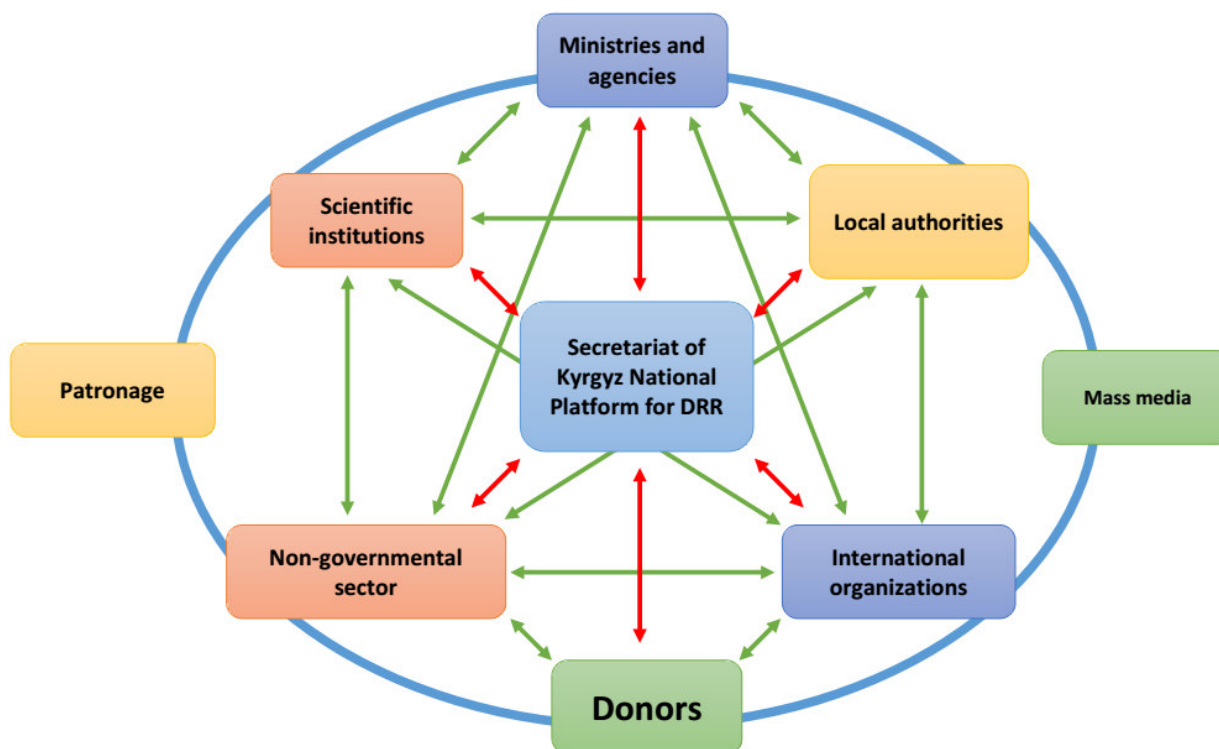 Ministries and
agencies
Scientific
institutions
Local authorities
Secretariat of
Kyrgyz National
Platform for DRR
Patronage
Mass media
Non-governmental
sector
International
organizations
Donors